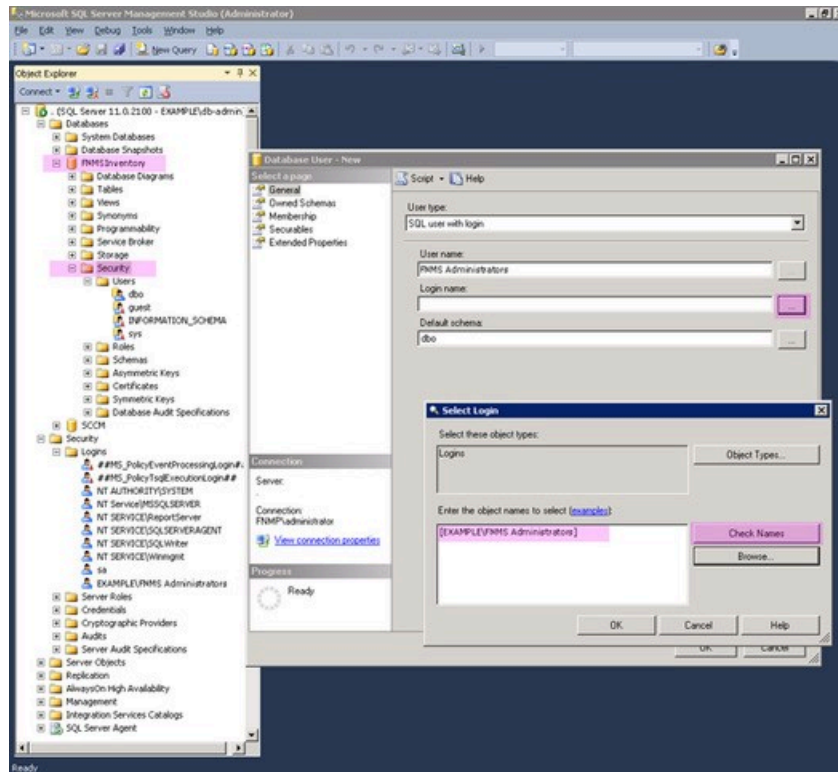 Microsoft SQL Server Management Studio (Administrator)
File Edit View Debug Tools Window Help
New Query
Object Explorer
Connect
. (SQL Server 11.0.2100 - EXAMPLE\db-admin
Databases
System Databases
Database Snapshots
FNMSInventory
Database Diagrams
Tables
Views
Synonyms
Programmability
Service Broker
Storage
Security
Users
dbo
guest
INFORMATION_SCHEMA
sys
Roles
Schemas
Asymmetric Keys
Certificates
Symmetric Keys
Database Audit Specifications
SCCM
Security
Logins
##MS_PolicyEventProcessingLogin#
##MS_PolicyTsqlExecutionLogin##
NT AUTHORITY\SYSTEM
NT Service\MSSQLSERVER
NT SERVICE\ReportServer
NT SERVICE\SQLSERVERAGENT
NT SERVICE\SQLWriter
NT SERVICE\Winmgmt
sa
EXAMPLE\FNMS Administrators
Server Roles
Credentials
Cryptographic Providers
Audits
Server Audit Specifications
Server Objects
Replication
AlwaysOn High Availability
Management
Integration Services Catalogs
SQL Server Agent
Ready
Database User - New
Select a page
General
Owned Schemas
Membership
Securables
Extended Properties
Script Help
User type:
SQL user with login
User name:
FNMS Administrators
...
Login name:
...
Default schema:
dbo
...
Connection
Server:
.
Connection:
FNMP\administrator
View connection properties
Progress
Ready
OK Cancel
Select Login
Select these object types:
Logins
Object Types...
Enter the object names to select (examples):
[EXAMPLE\FNMS Administrators]
Check Names
Browse...
OK Cancel Help